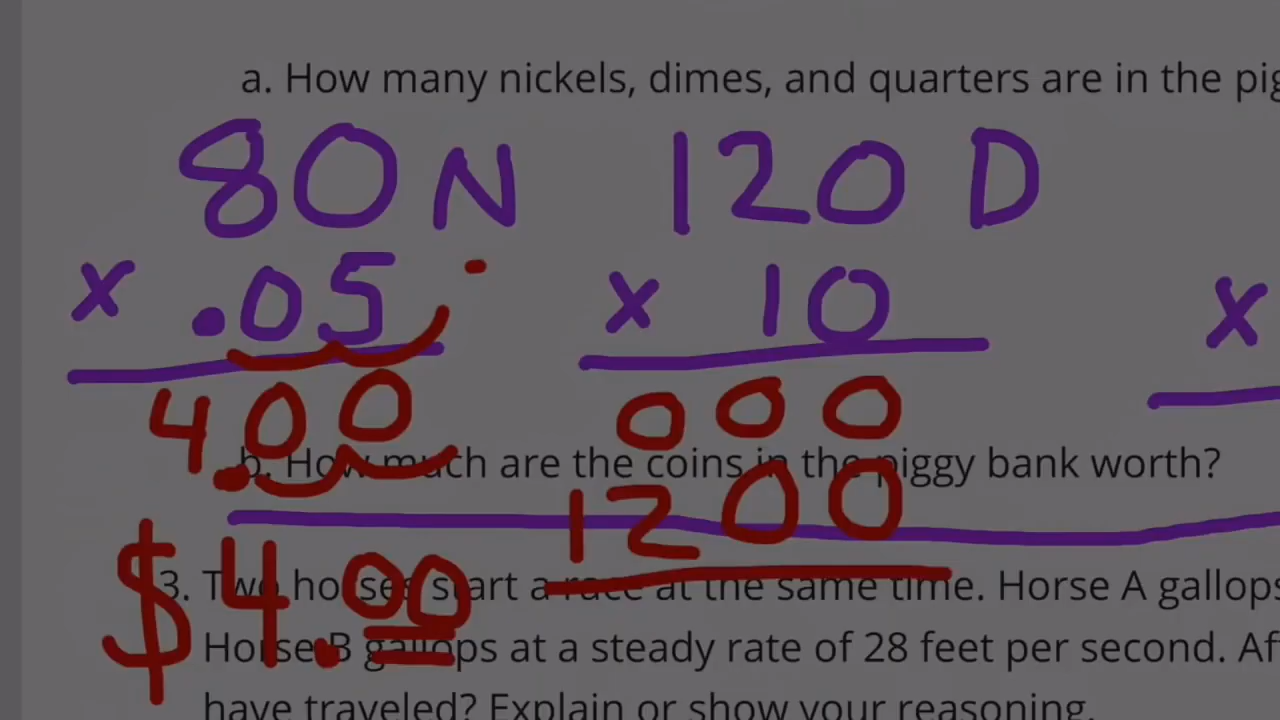 a. How many nickels, dimes, and quarters are in the pig
80 N 120 D
x .05 x 10 x
4.00 000
b. How much are the coins in the piggy bank worth?
1200
$4.00
3. Two horses start a race at the same time. Horse A gallops
Horse B gallops at a steady rate of 28 feet per second. Af
have traveled? Explain or show your reasoning.